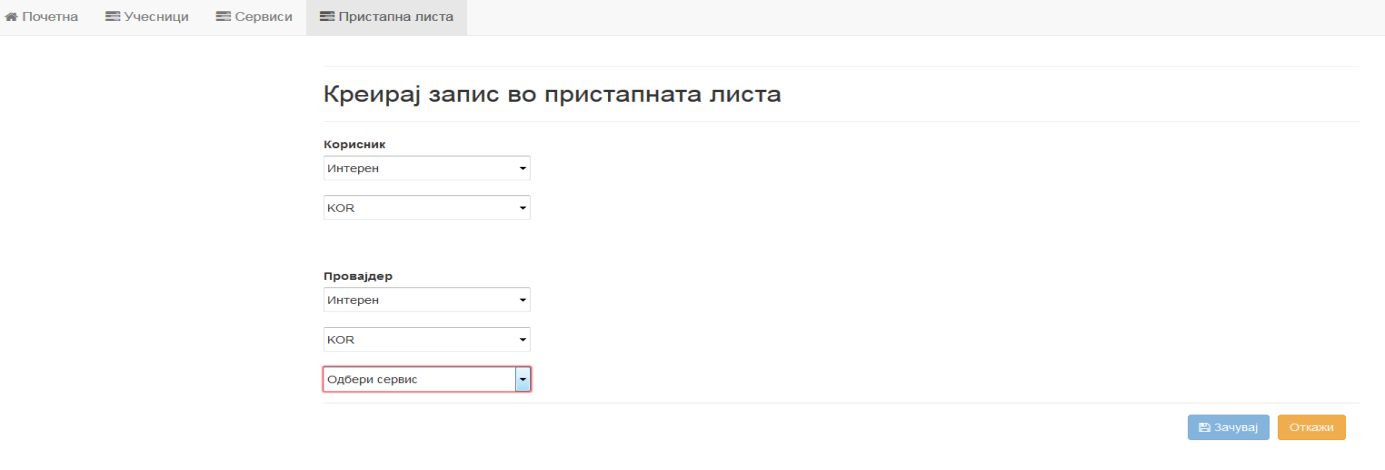 Почетна Учесници Сервиси Пристапна листа
Креирај запис во пристапната листа
Корисник
Интерен
KOR
Провајдер
Интерен
KOR
Одбери сервис
Зачувај Откажи